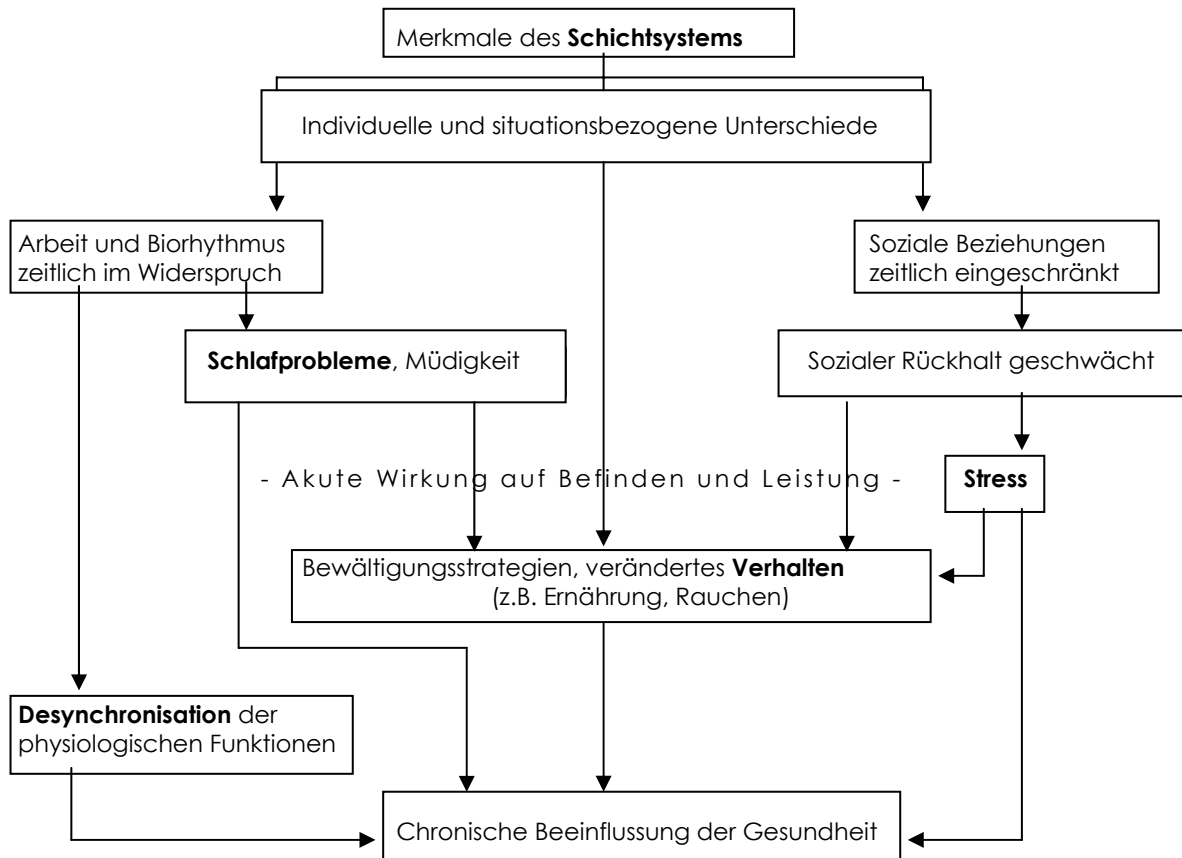 Merkmale des Schichtsystems
Individuelle und situationsbezogene Unterschiede
Arbeit und Biorhythmus
zeitlich im Widerspruch
Soziale Beziehungen
zeitlich eingeschränkt
Schlafprobleme, Müdigkeit
Sozialer Rückhalt geschwächt
- Akute Wirkung auf Befinden und Leistung -
Stress
Bewältigungsstrategien, verändertes Verhalten
(z.B. Ernährung, Rauchen)
Desynchronisation der
physiologischen Funktionen
Chronische Beeinflussung der Gesundheit